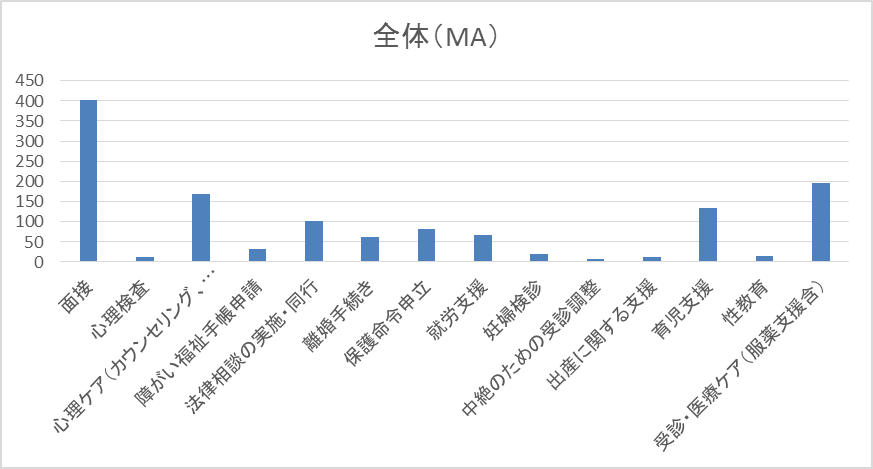 全体（MA）
450
400
350
300
250
200
150
100
50
0
面接
心理検査
心理ケア（カウンセリング、…
障がい福祉手帳申請
法律相談の実施・同行
離婚手続き
保護命令申立
就労支援
妊婦検診
中絶のための受診調整
出産に関する支援
育児支援
性教育
受診・医療ケア（服薬支援含）